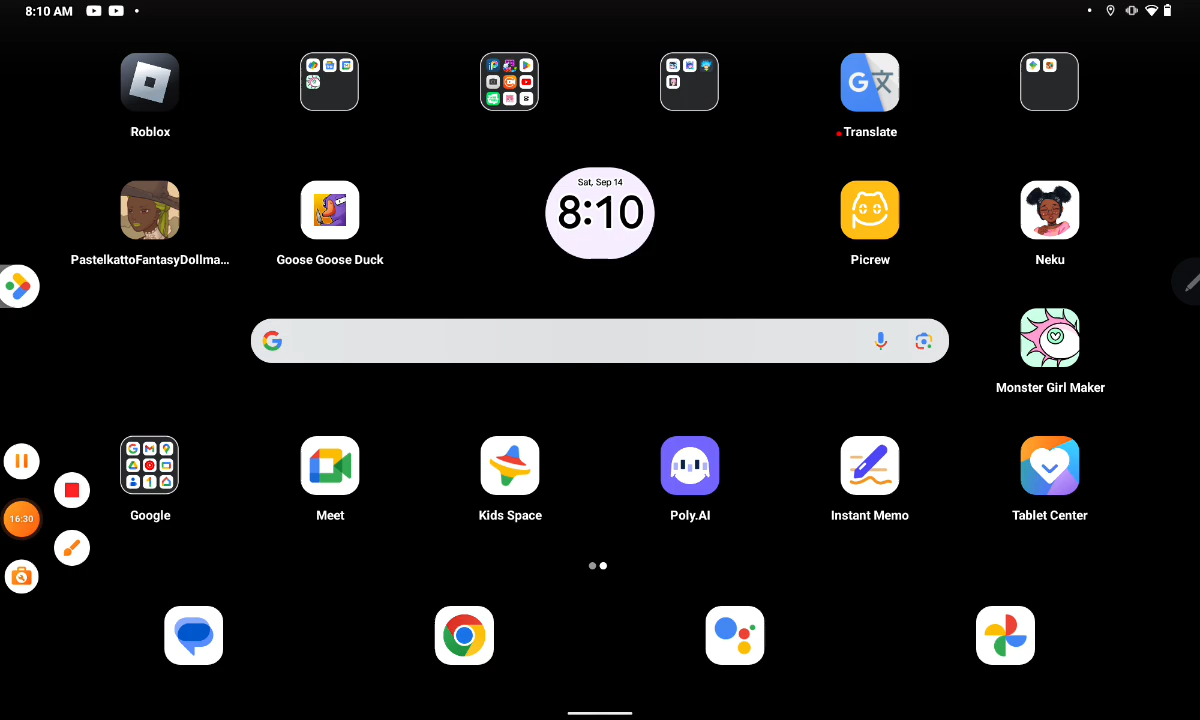 8:10 AM
Roblox
Translate
Sat, Sep 14
8:10
PastelkattoFantasyDollma...
Goose Goose Duck
Picrew
Neku
Monster Girl Maker
Google
Meet
Kids Space
Poly.AI
Instant Memo
Tablet Center
16:30